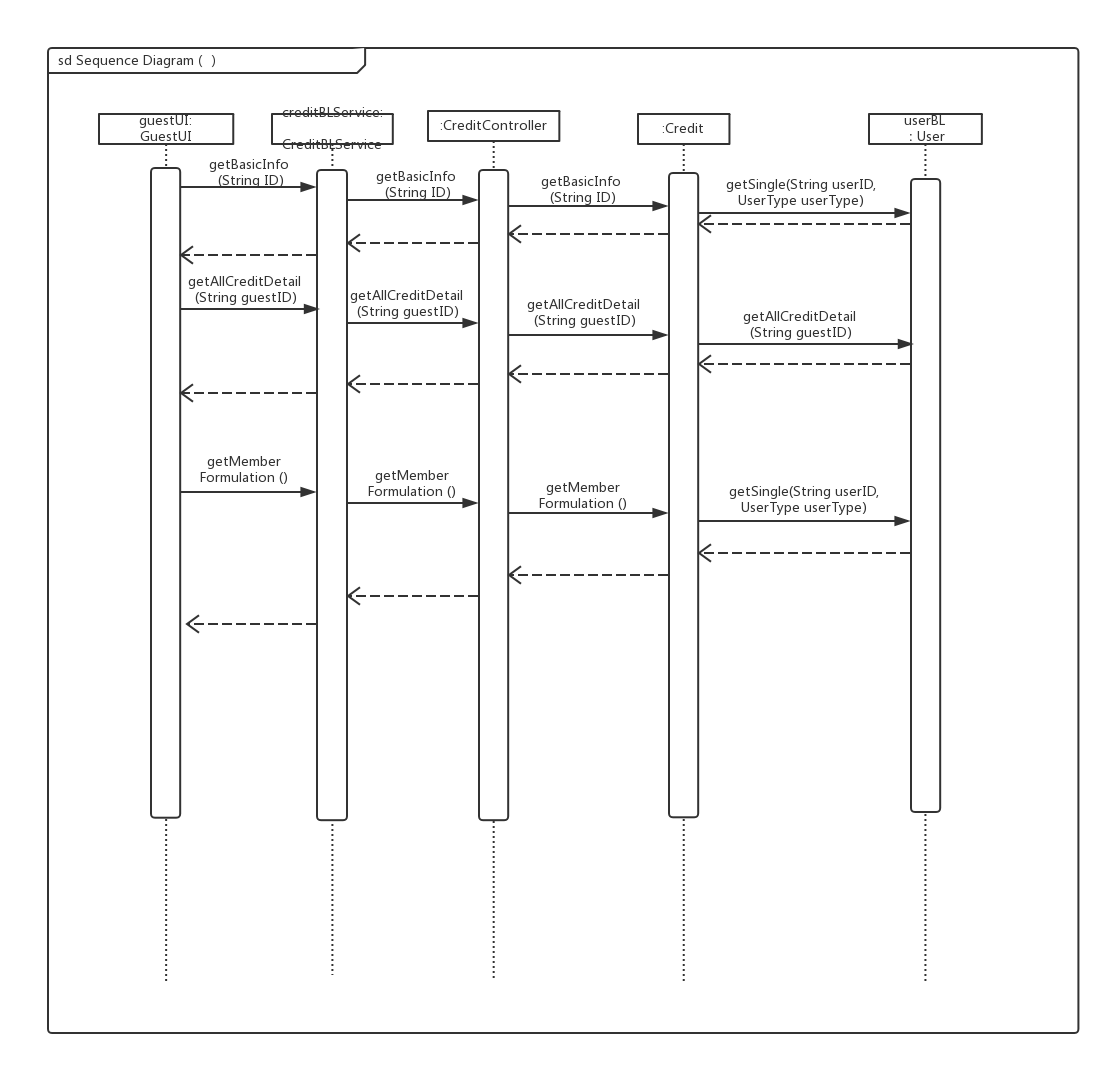 sd Sequence Diagram (  )
guestUI:
GuestUI
creditBLService:
CreditBLService
:CreditController
:Credit
userBL
: User
getBasicInfo
(String ID)
getBasicInfo
(String ID)
getBasicInfo
(String ID)
getSingle(String userID,
UserType userType)
getAllCreditDetail
(String guestID)
getAllCreditDetail
(String guestID)
getAllCreditDetail
(String guestID)
getAllCreditDetail
(String guestID)
getMember
Formulation ()
getMember
Formulation ()
getMember
Formulation ()
getSingle(String userID,
UserType userType)